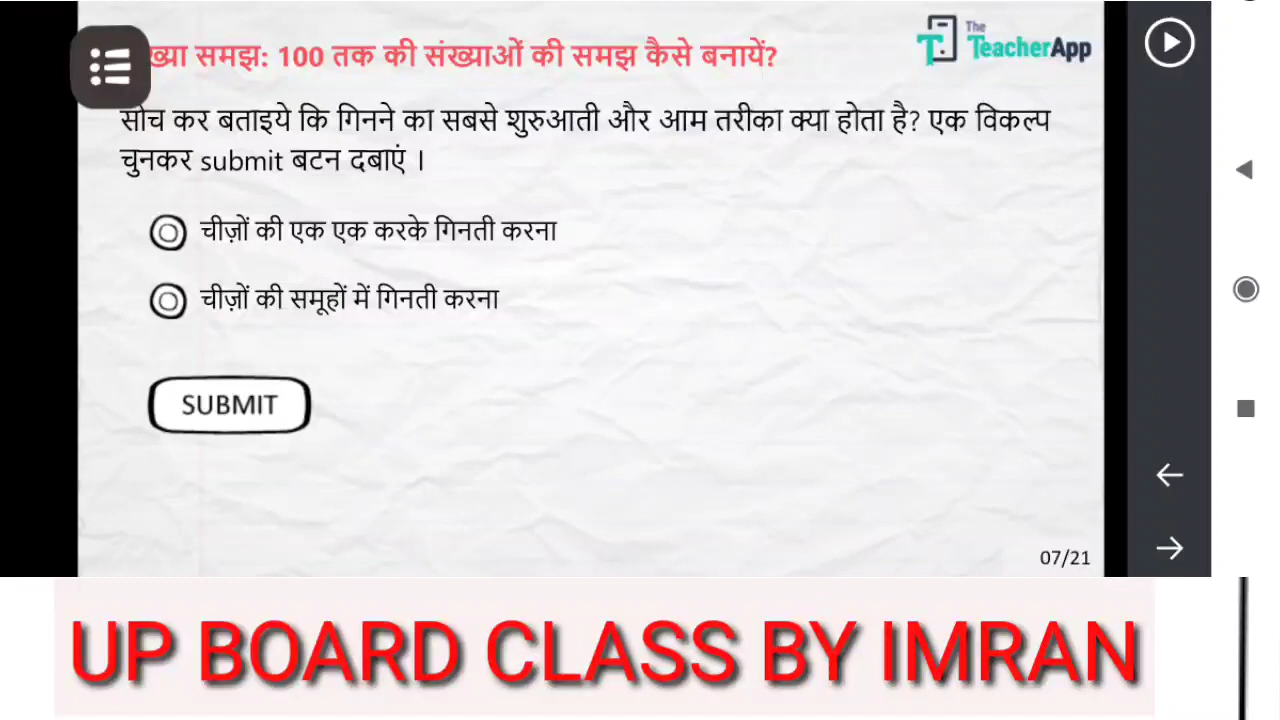 ख्या समझ: 100 तक की संख्याओं की समझ कैसे बनायें?
The
TeacherApp
सोच कर बताइये कि गिनने का सबसे शुरुआती और आम तरीका क्या होता है? एक विकल्प
चुनकर submit बटन दबाएं ।
चीज़ों की एक एक करके गिनती करना
चीज़ों की समूहों में गिनती करना
SUBMIT
07/21
UP BOARD CLASS BY IMRAN